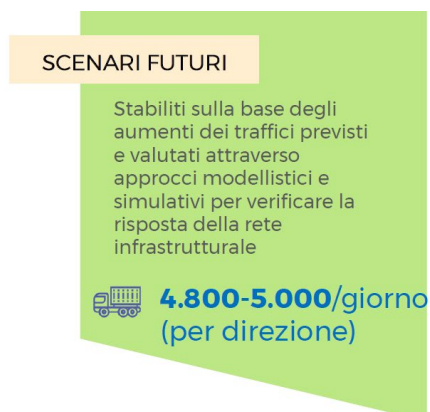 SCENARI FUTURI
Stabiliti sulla base degli
aumenti dei traffici previsti
e valutati attraverso
approcci modellistici e
simulativi per verificare la
risposta della rete
infrastrutturale
4.800-5.000/giorno
(per direzione)